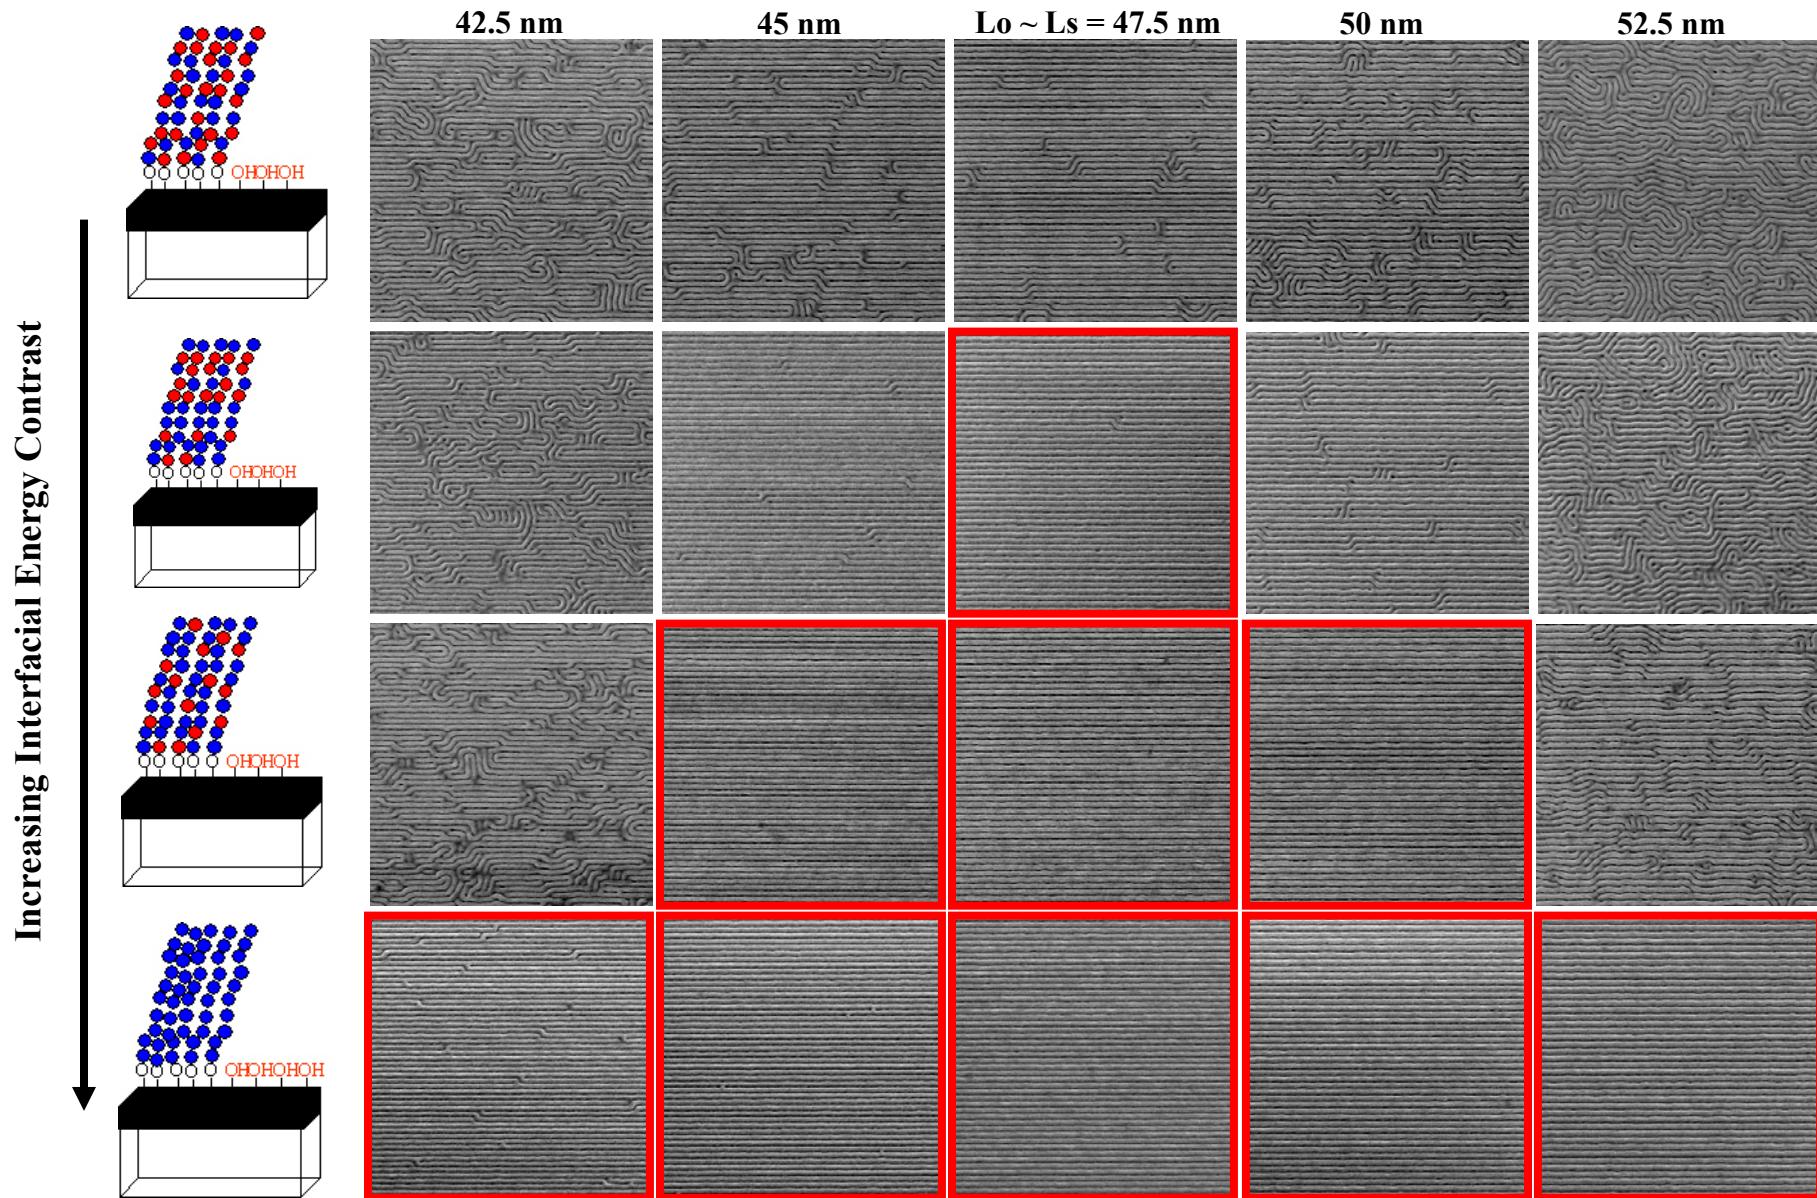 42.5 nm
45 nm
Lo ~ Ls = 47.5 nm
50 nm
52.5 nm
Increasing Interfacial Energy Contrast
OHOHOH
OHOHOH
OHOHOH
OHOHOHOH